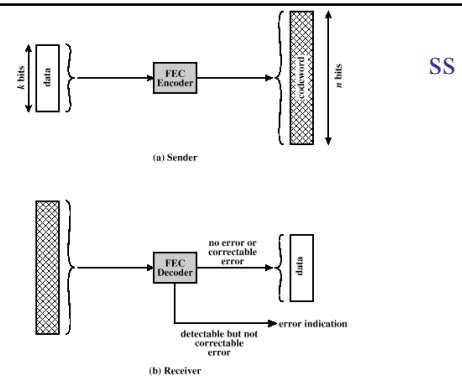 SS
k bits
data
FEC
Encoder
codeword
n bits
(a) Sender
FEC
Decoder
no error or
correctable
error
data
detectable but not
correctable
error
error indication
(b) Receiver